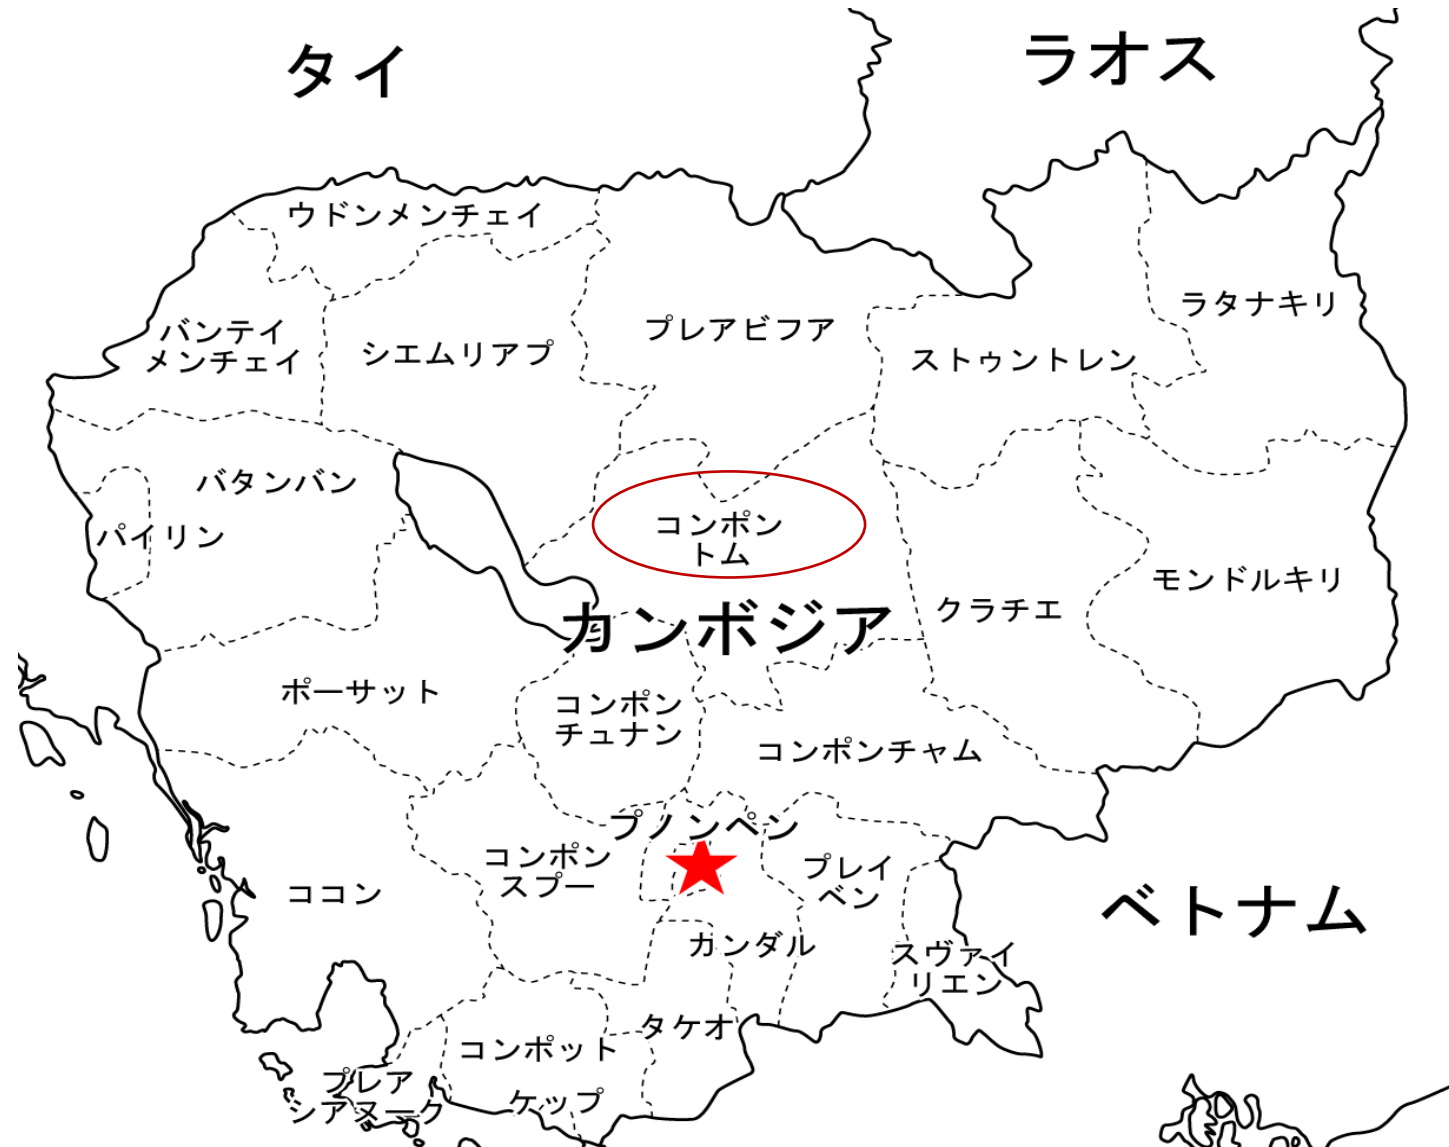 タイ
ラオス
ウドンメンチェイ
ラタナキリ
バンテイ
メンチェイ
シエムリアプ
プレアビフア
ストゥントレン
バタンバン
パイリン
コンポン
トム
モンドルキリ
カンボジア
クラチエ
ポーサット
コンポン
チュナン
コンポンチャム
プノンペン
コンポン
スプー
プレイ
ベン
ココン
ベトナム
カンダル
スヴァイ
リエン
タケオ
コンポット
プレア
シアヌーク
ケップ